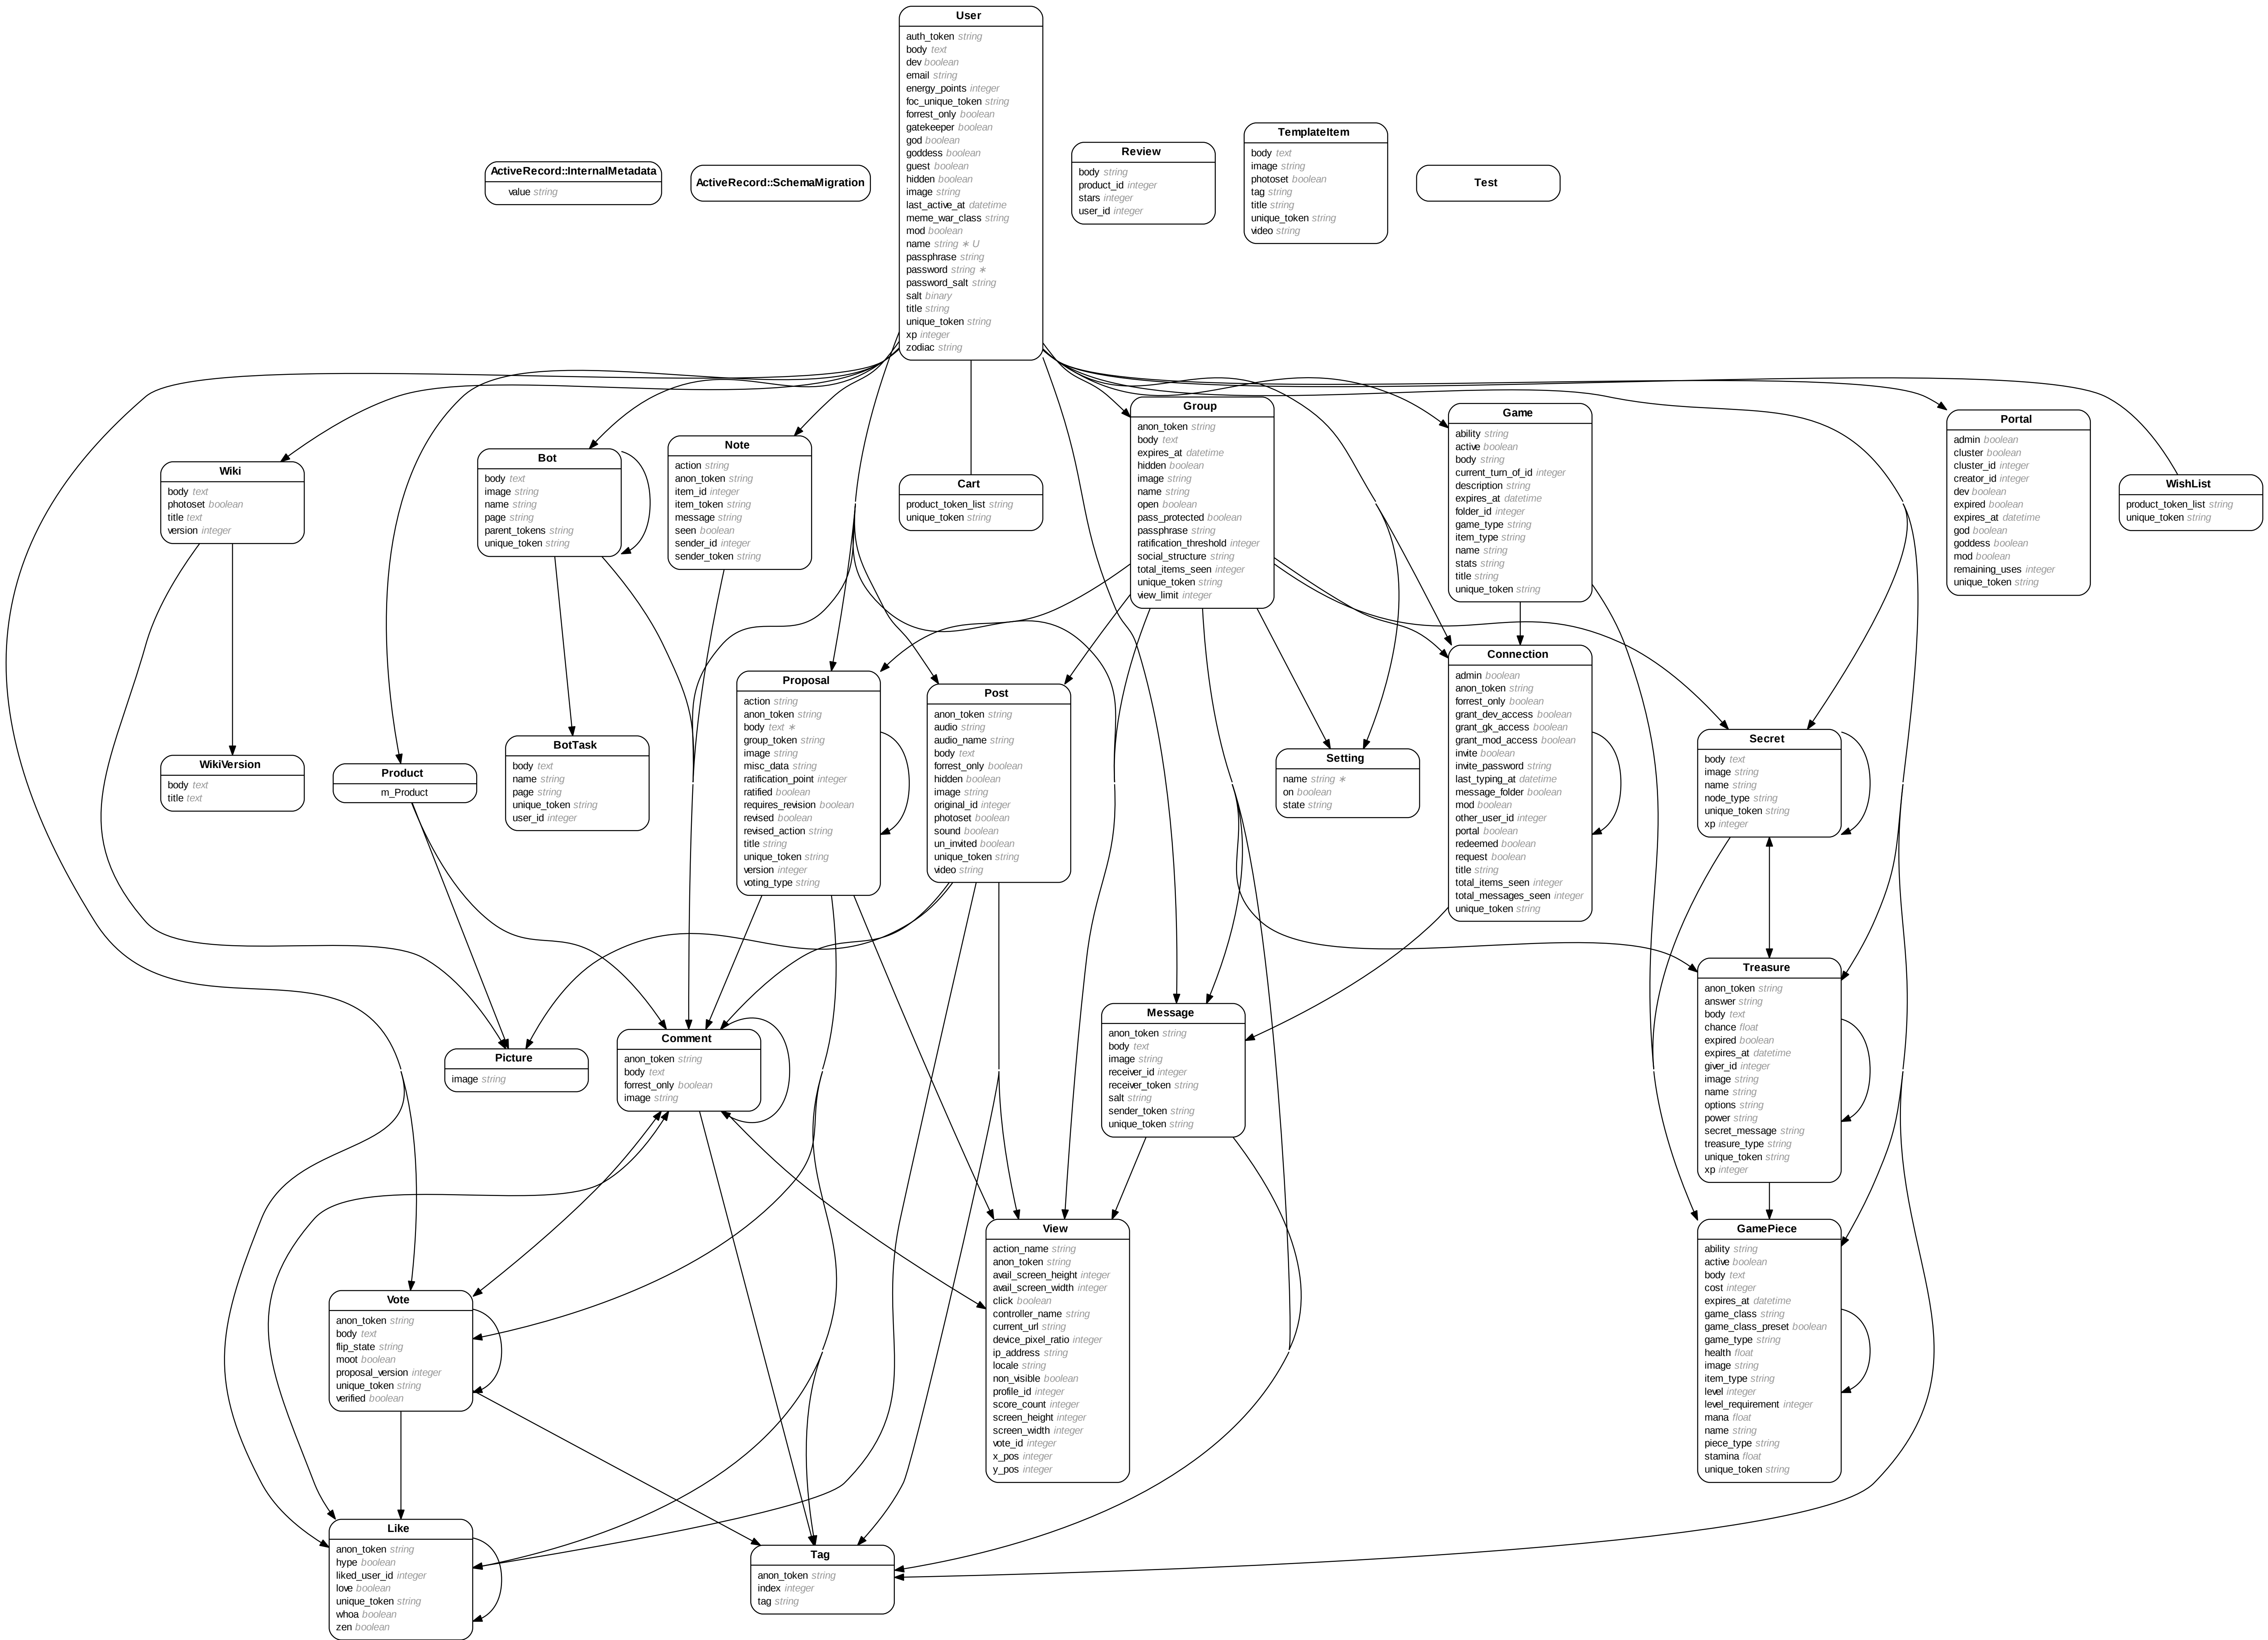 User
auth_token string
body text
dev boolean
email string
energy_points integer
foc_unique_token string
forrest_only boolean
gatekeeper boolean
god boolean
goddess boolean
guest boolean
hidden boolean
image string
last_active_at datetime
meme_war_class string
mod boolean
name string ∗ U
passphrase string
password string ∗
password_salt string
salt binary
title string
unique_token string
xp integer
zodiac string
ActiveRecord::InternalMetadata
value string
ActiveRecord::SchemaMigration
Review
body string
product_id integer
stars integer
user_id integer
TemplateItem
body text
image string
photoset boolean
tag string
title string
unique_token string
video string
Test
Wiki
body text
photoset boolean
title text
version integer
Bot
body text
image string
name string
page string
parent_tokens string
unique_token string
Note
action string
anon_token string
item_id integer
item_token string
message string
seen boolean
sender_id integer
sender_token string
Cart
product_token_list string
unique_token string
Group
anon_token string
body text
expires_at datetime
hidden boolean
image string
name string
open boolean
pass_protected boolean
passphrase string
ratification_threshold integer
social_structure string
total_items_seen integer
unique_token string
view_limit integer
Game
ability string
active boolean
body string
current_turn_of_id integer
description string
expires_at datetime
folder_id integer
game_type string
item_type string
name string
stats string
title string
unique_token string
Portal
admin boolean
cluster boolean
cluster_id integer
creator_id integer
dev boolean
expired boolean
expires_at datetime
god boolean
goddess boolean
mod boolean
remaining_uses integer
unique_token string
WishList
product_token_list string
unique_token string
WikiVersion
body text
title text
Product
m_Product
BotTask
body text
name string
page string
unique_token string
user_id integer
Proposal
action string
anon_token string
body text ∗
group_token string
image string
misc_data string
ratification_point integer
ratified boolean
requires_revision boolean
revised boolean
revised_action string
title string
unique_token string
version integer
voting_type string
Post
anon_token string
audio string
audio_name string
body text
forrest_only boolean
hidden boolean
image string
original_id integer
photoset boolean
sound boolean
un_invited boolean
unique_token string
video string
Setting
name string ∗
on boolean
state string
Connection
admin boolean
anon_token string
forrest_only boolean
grant_dev_access boolean
grant_gk_access boolean
grant_mod_access boolean
invite boolean
invite_password string
last_typing_at datetime
message_folder boolean
mod boolean
other_user_id integer
portal boolean
redeemed boolean
request boolean
title string
total_items_seen integer
total_messages_seen integer
unique_token string
Secret
body text
image string
name string
node_type string
unique_token string
xp integer
Picture
image string
Comment
anon_token string
body text
forrest_only boolean
image string
Message
anon_token string
body text
image string
receiver_id integer
receiver_token string
salt string
sender_token string
unique_token string
Treasure
anon_token string
answer string
body text
chance float
expired boolean
expires_at datetime
giver_id integer
image string
name string
options string
power string
secret_message string
treasure_type string
unique_token string
xp integer
Vote
anon_token string
body text
flip_state string
moot boolean
proposal_version integer
unique_token string
verified boolean
View
action_name string
anon_token string
avail_screen_height integer
avail_screen_width integer
click boolean
controller_name string
current_url string
device_pixel_ratio integer
ip_address string
locale string
non_visible boolean
profile_id integer
score_count integer
screen_height integer
screen_width integer
vote_id integer
x_pos integer
y_pos integer
GamePiece
ability string
active boolean
body text
cost integer
expires_at datetime
game_class string
game_class_preset boolean
game_type string
health float
image string
item_type string
level integer
level_requirement integer
mana float
name string
piece_type string
stamina float
unique_token string
Like
anon_token string
hype boolean
liked_user_id integer
love boolean
unique_token string
whoa boolean
zen boolean
Tag
anon_token string
index integer
tag string